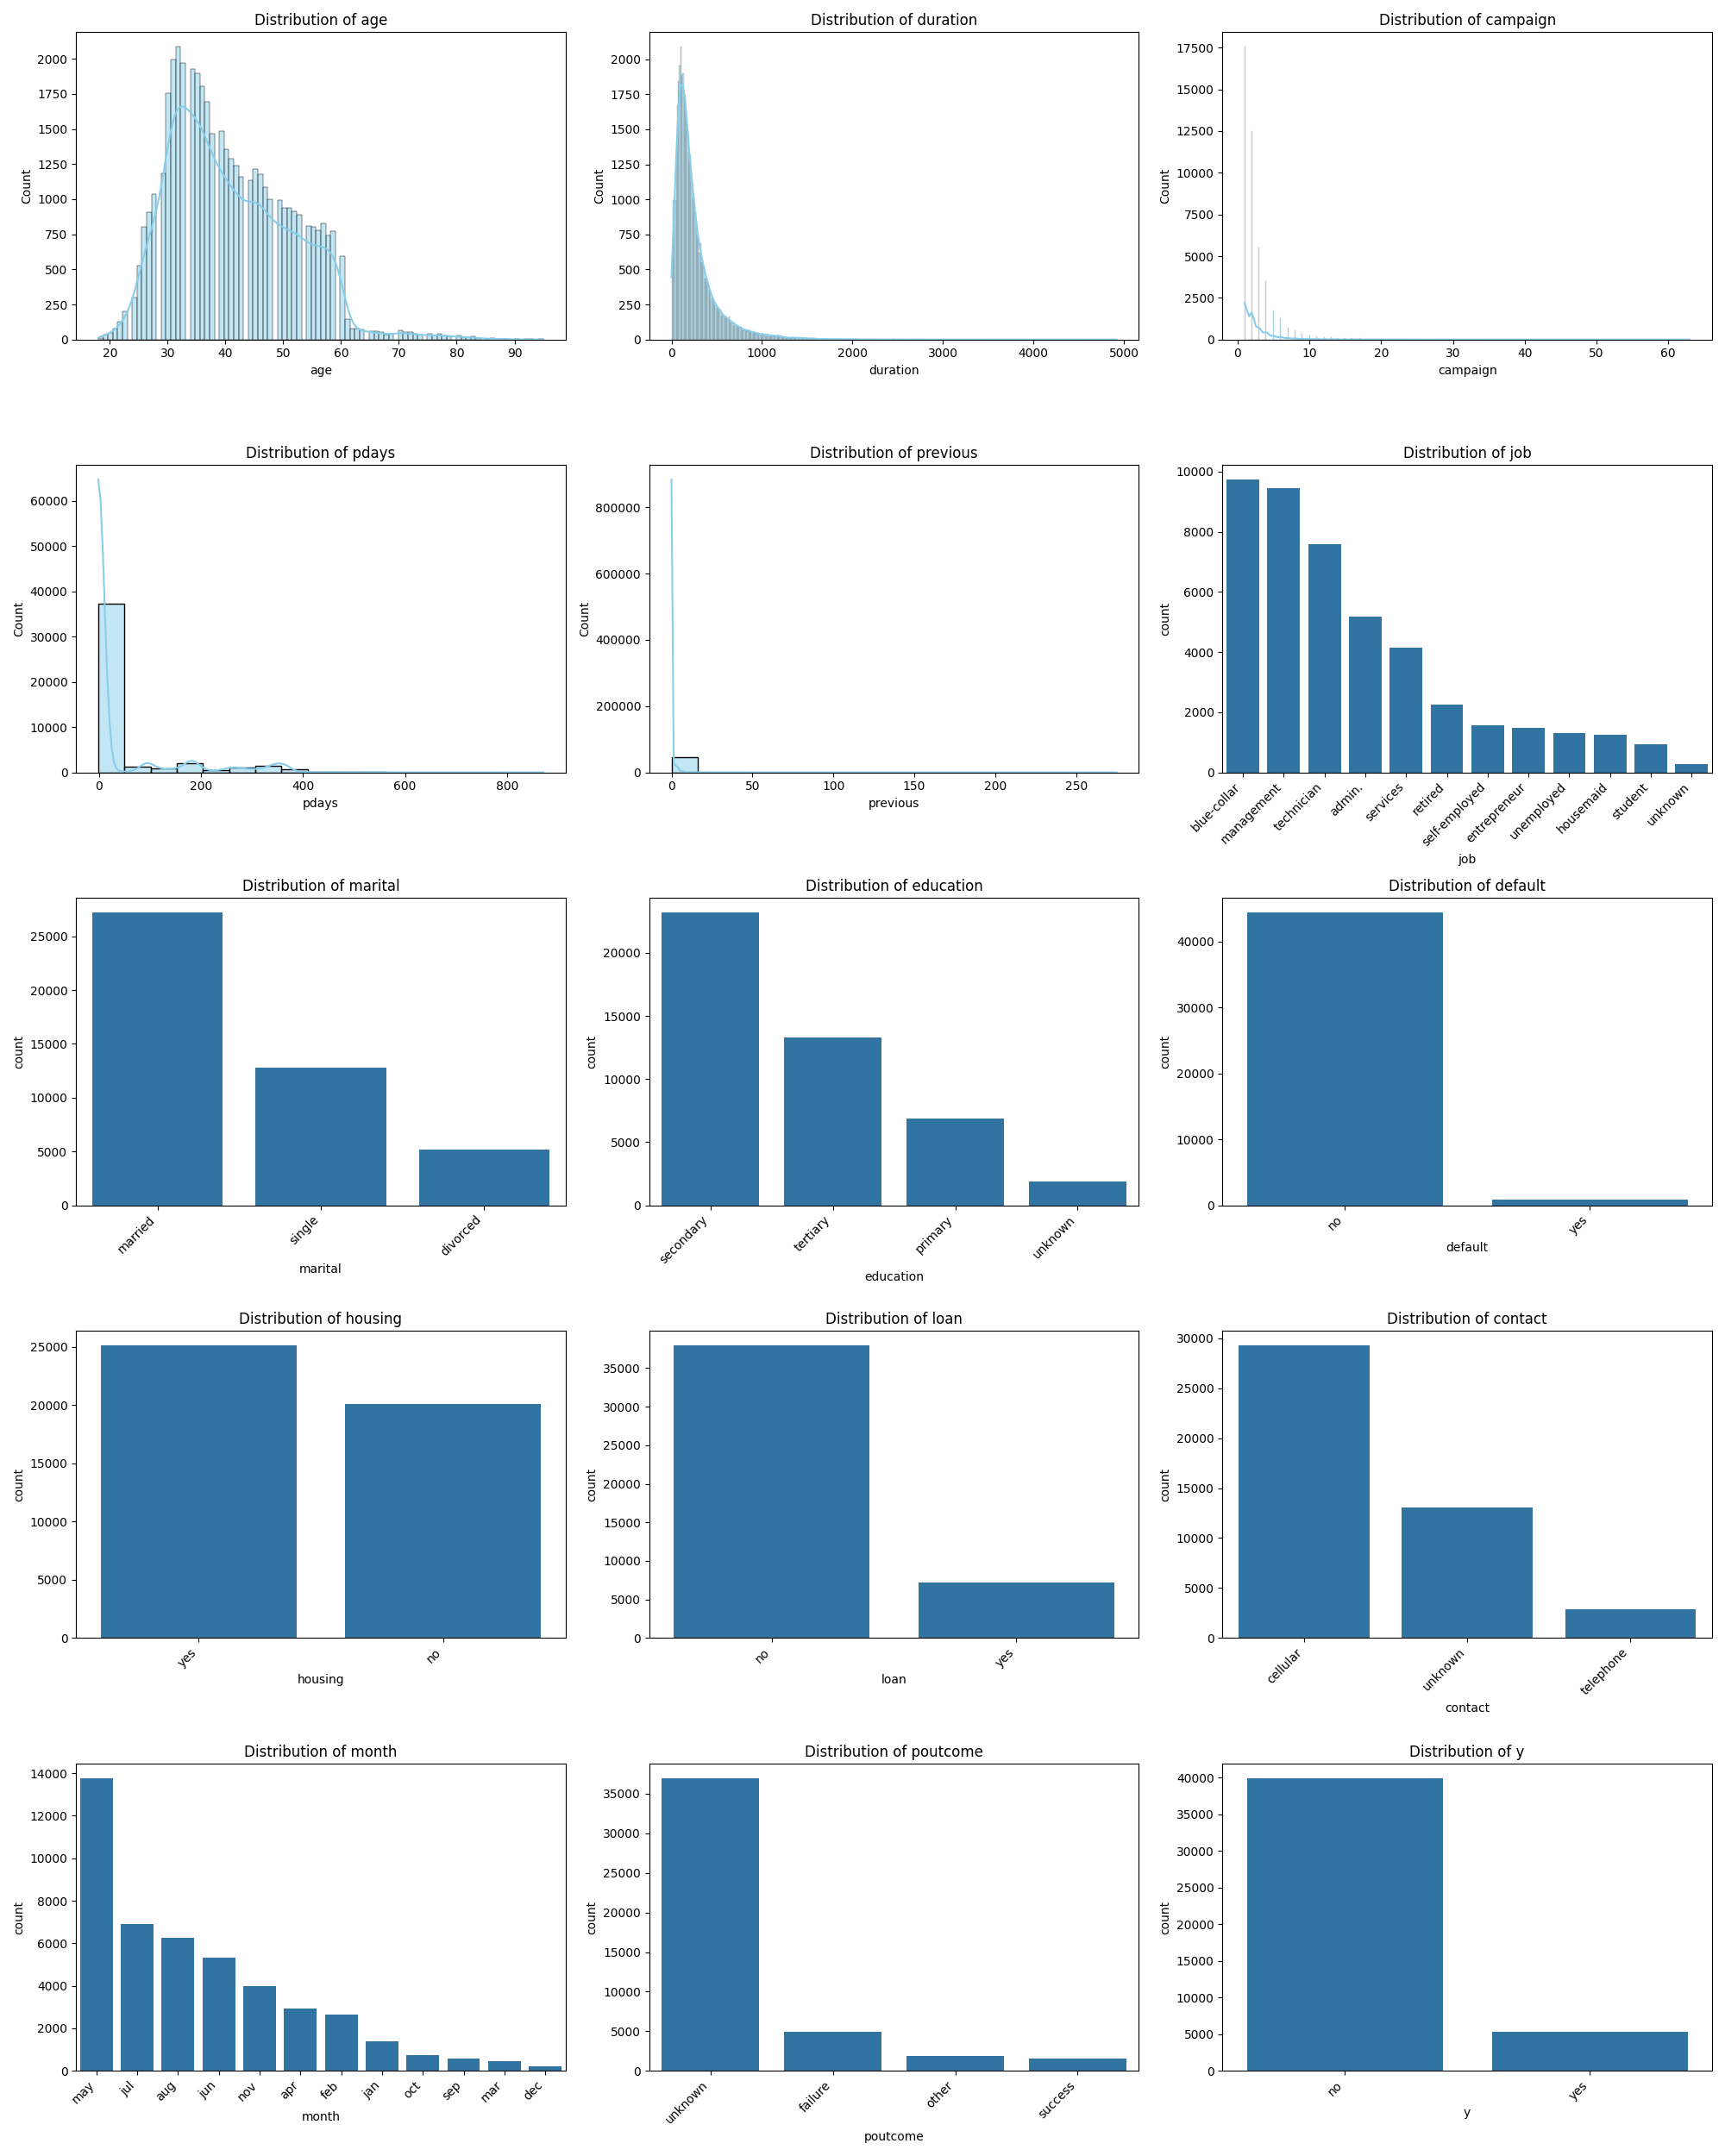 Distribution of age
2000
1750
1500
1250
1000
750
500
250
0
Count
20 30 40 50 60 70 80 90
age
Distribution of duration
2000
1750
1500
1250
1000
750
500
250
0
Count
0 1000 2000 3000 4000 5000
duration
Distribution of campaign
17500
15000
12500
10000
7500
5000
2500
0
Count
0 10 20 30 40 50 60
campaign
Distribution of pdays
60000
50000
40000
30000
20000
10000
0
Count
0 200 400 600 800
pdays
Distribution of previous
800000
600000
400000
200000
0
Count
0 50 100 150 200 250
previous
Distribution of job
10000
8000
6000
4000
2000
0
count
blue-collar management technician admin. services retired self-employed entrepreneur unemployed housemaid student unknown
job
Distribution of marital
25000
20000
15000
10000
5000
0
count
married single divorced
marital
Distribution of education
20000
15000
10000
5000
0
count
secondary tertiary primary unknown
education
Distribution of default
40000
30000
20000
10000
0
count
no yes
default
Distribution of housing
25000
20000
15000
10000
5000
0
count
yes no
housing
Distribution of loan
35000
30000
25000
20000
15000
10000
5000
0
count
no yes
loan
Distribution of contact
30000
25000
20000
15000
10000
5000
0
count
cellular unknown telephone
contact
Distribution of month
14000
12000
10000
8000
6000
4000
2000
0
count
may jul aug jun nov apr feb jan oct sep mar dec
month
Distribution of poutcome
35000
30000
25000
20000
15000
10000
5000
0
count
unknown failure other success
poutcome
Distribution of y
40000
35000
30000
25000
20000
15000
10000
5000
0
count
no yes
y